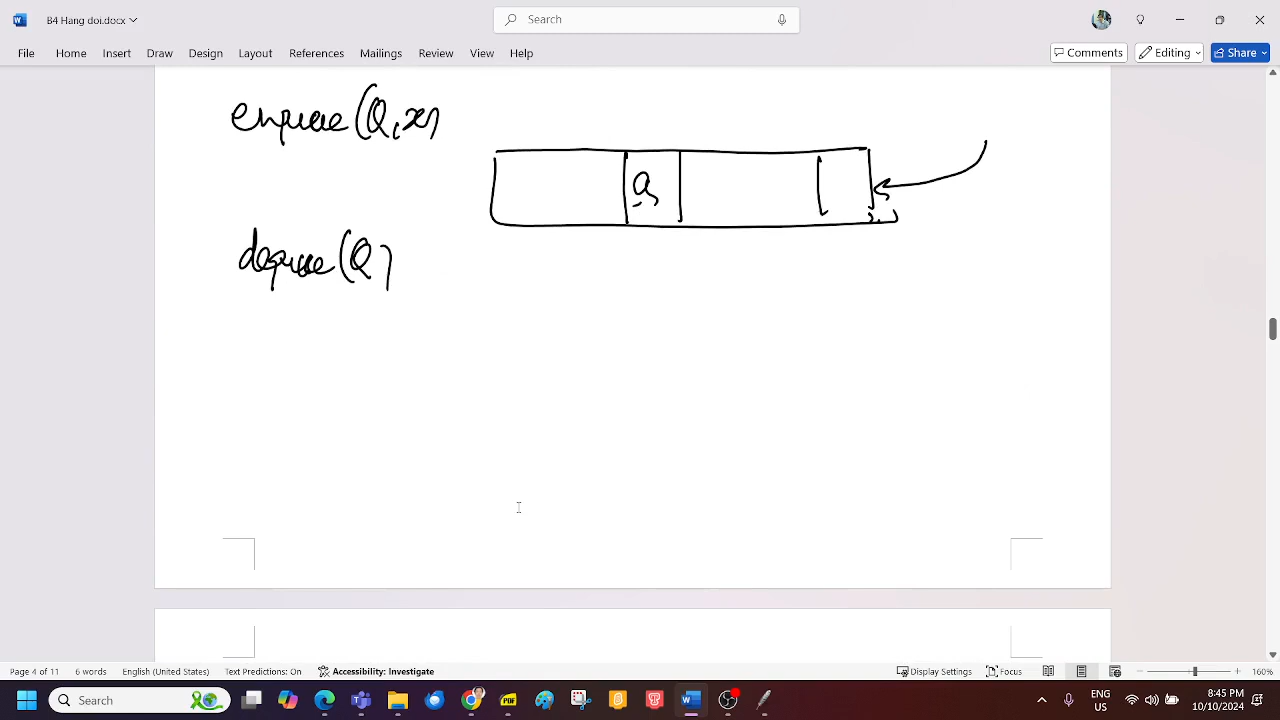 B4 Hang doi.docx
Search
File Home Insert Draw Design Layout References Mailings Review View Help
Comments Editing Share
enqueue(Q,x)
a
dequeue(Q)
Page 4 of 11 6 words English (United States) Text Predictions: On Accessibility: Investigate Display Settings Focus 160%
Search ENG 8:45 PM
US 10/10/2024